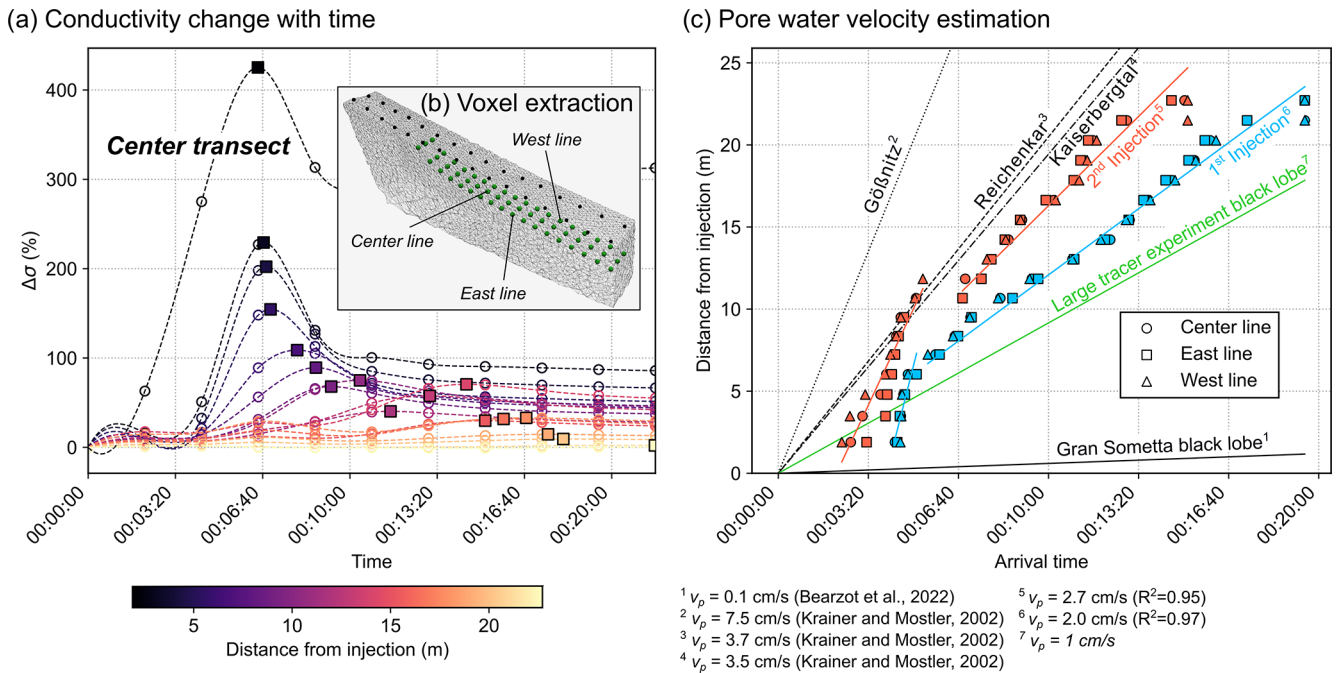 (a) Conductivity change with time
Δσ (%)
400
300
200
100
0
Center transect
(b) Voxel extraction
West line
Center line
East line
00:00:00
00:03:20
00:06:40
00:10:00
00:13:20
00:16:40
00:20:00
Time
5
10
15
20
Distance from injection (m)
(c) Pore water velocity estimation
Distance from injection (m)
25
20
15
10
5
0
Gößnitz²
Reichenkar³
Kaiserbergtal⁴
2ⁿᵈ Injection⁵
1ˢᵗ Injection⁶
Large tracer experiment black lobe⁷
Center line
East line
West line
Gran Sometta black lobe¹
00:00:00
00:03:20
00:06:40
00:10:00
00:13:20
00:16:40
00:20:00
Arrival time
¹ vₚ = 0.1 cm/s (Bearzot et al., 2022)
² vₚ = 7.5 cm/s (Krainer and Mostler, 2002)
³ vₚ = 3.7 cm/s (Krainer and Mostler, 2002)
⁴ vₚ = 3.5 cm/s (Krainer and Mostler, 2002)
⁵ vₚ = 2.7 cm/s (R²=0.95)
⁶ vₚ = 2.0 cm/s (R²=0.97)
⁷ vₚ = 1 cm/s